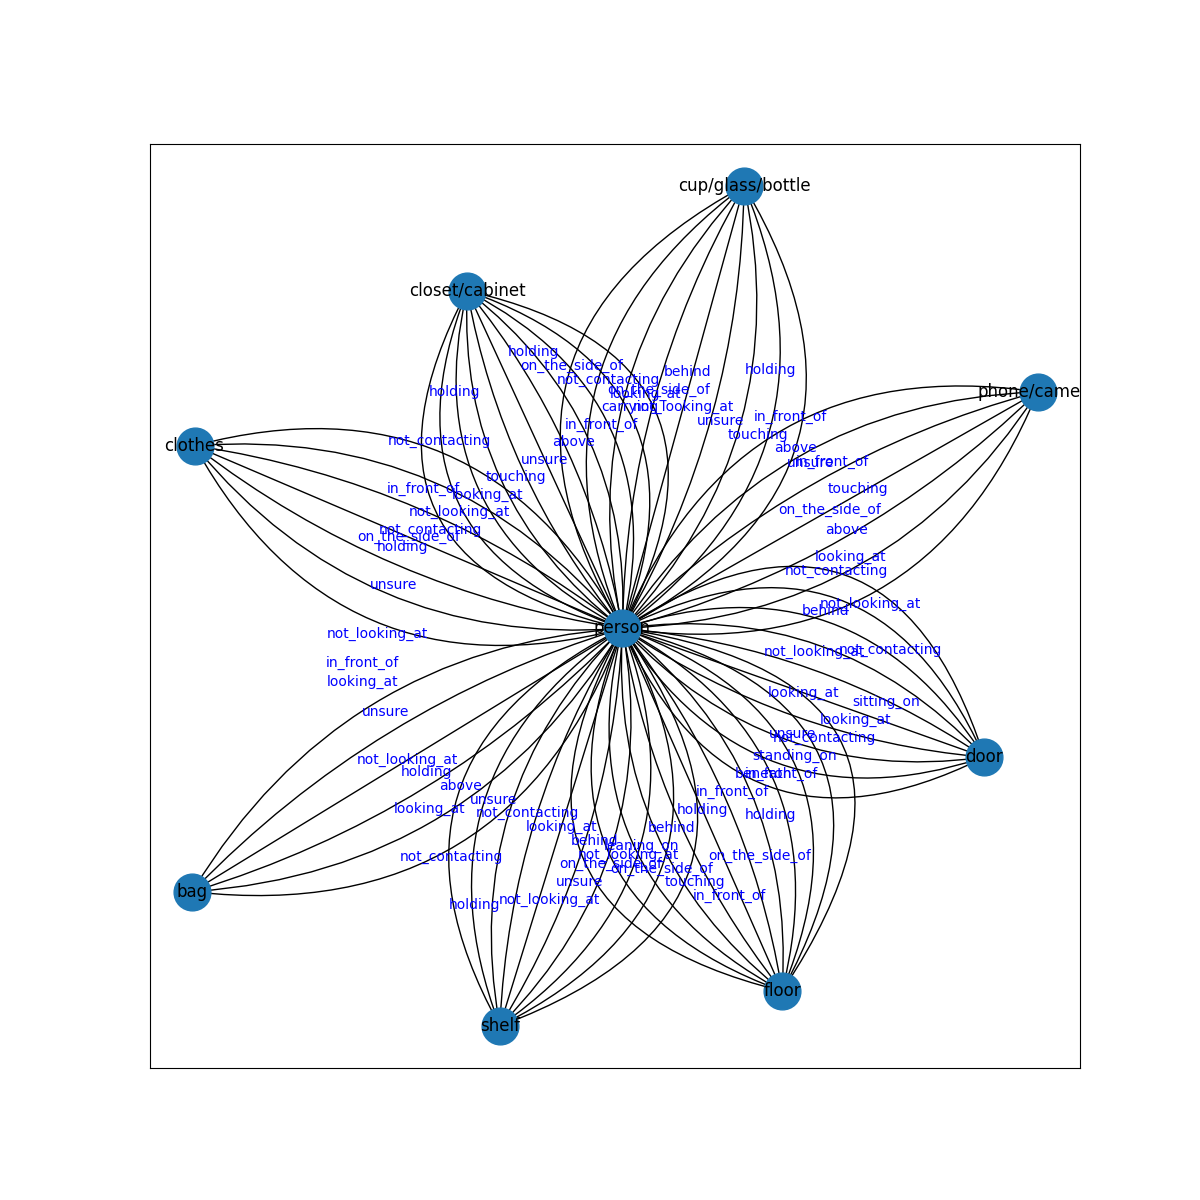 cup/glass/bottle
closet/cabinet
holding
on_the_side_of
behind
holding
not_contacting
phone/came
holding
on_the_side_of
looking_at
carrying
not_looking_at
in_front_of
unsure
in_front_of
touching
not_contacting
above
clothes
above
unsure
unsure
in_front_of
touching
in_front_of
looking_at
touching
not_looking_at
on_the_side_of
not_contacting
above
on_the_side_of
holding
looking_at
not_contacting
unsure
not_looking_at
behind
person
not_looking_at
not_looking_at
not_contacting
in_front_of
looking_at
looking_at
sitting_on
unsure
looking_at
unsure
not_contacting
standing_on
door
not_looking_at
holding
beneath
in_front_of
above
in_front_of
unsure
looking_at
holding
not_contacting
holding
looking_at
behind
behind
leaning_on
not_looking_at
on_the_side_of
not_contacting
on_the_side_of
on_the_side_of
unsure
touching
bag
not_looking_at
in_front_of
holding
floor
shelf